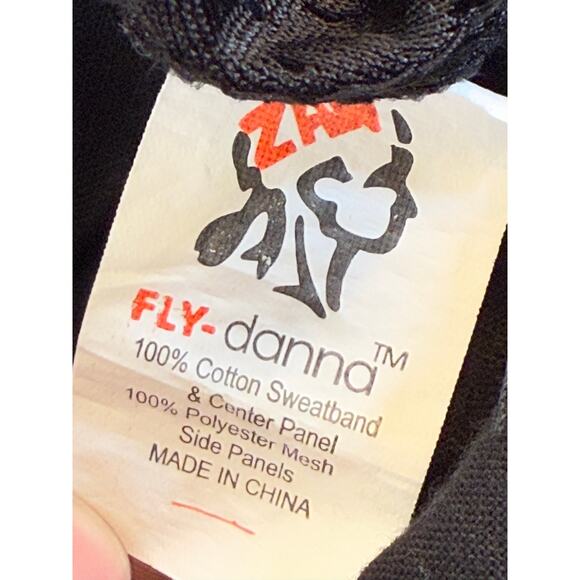 ZAN
FLY-danna™
100% Cotton Sweatband
& Center Panel
100% Polyester Mesh
Side Panels
MADE IN CHINA